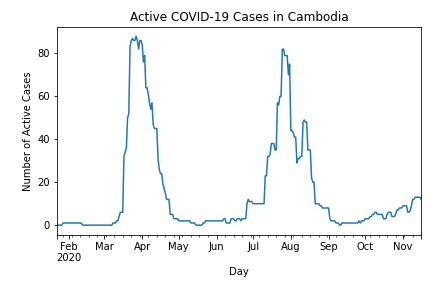 Active COVID-19 Cases in Cambodia
Number of Active Cases
80
60
40
20
0
Feb Mar Apr May Jun Jul Aug Sep Oct Nov
2020
Day